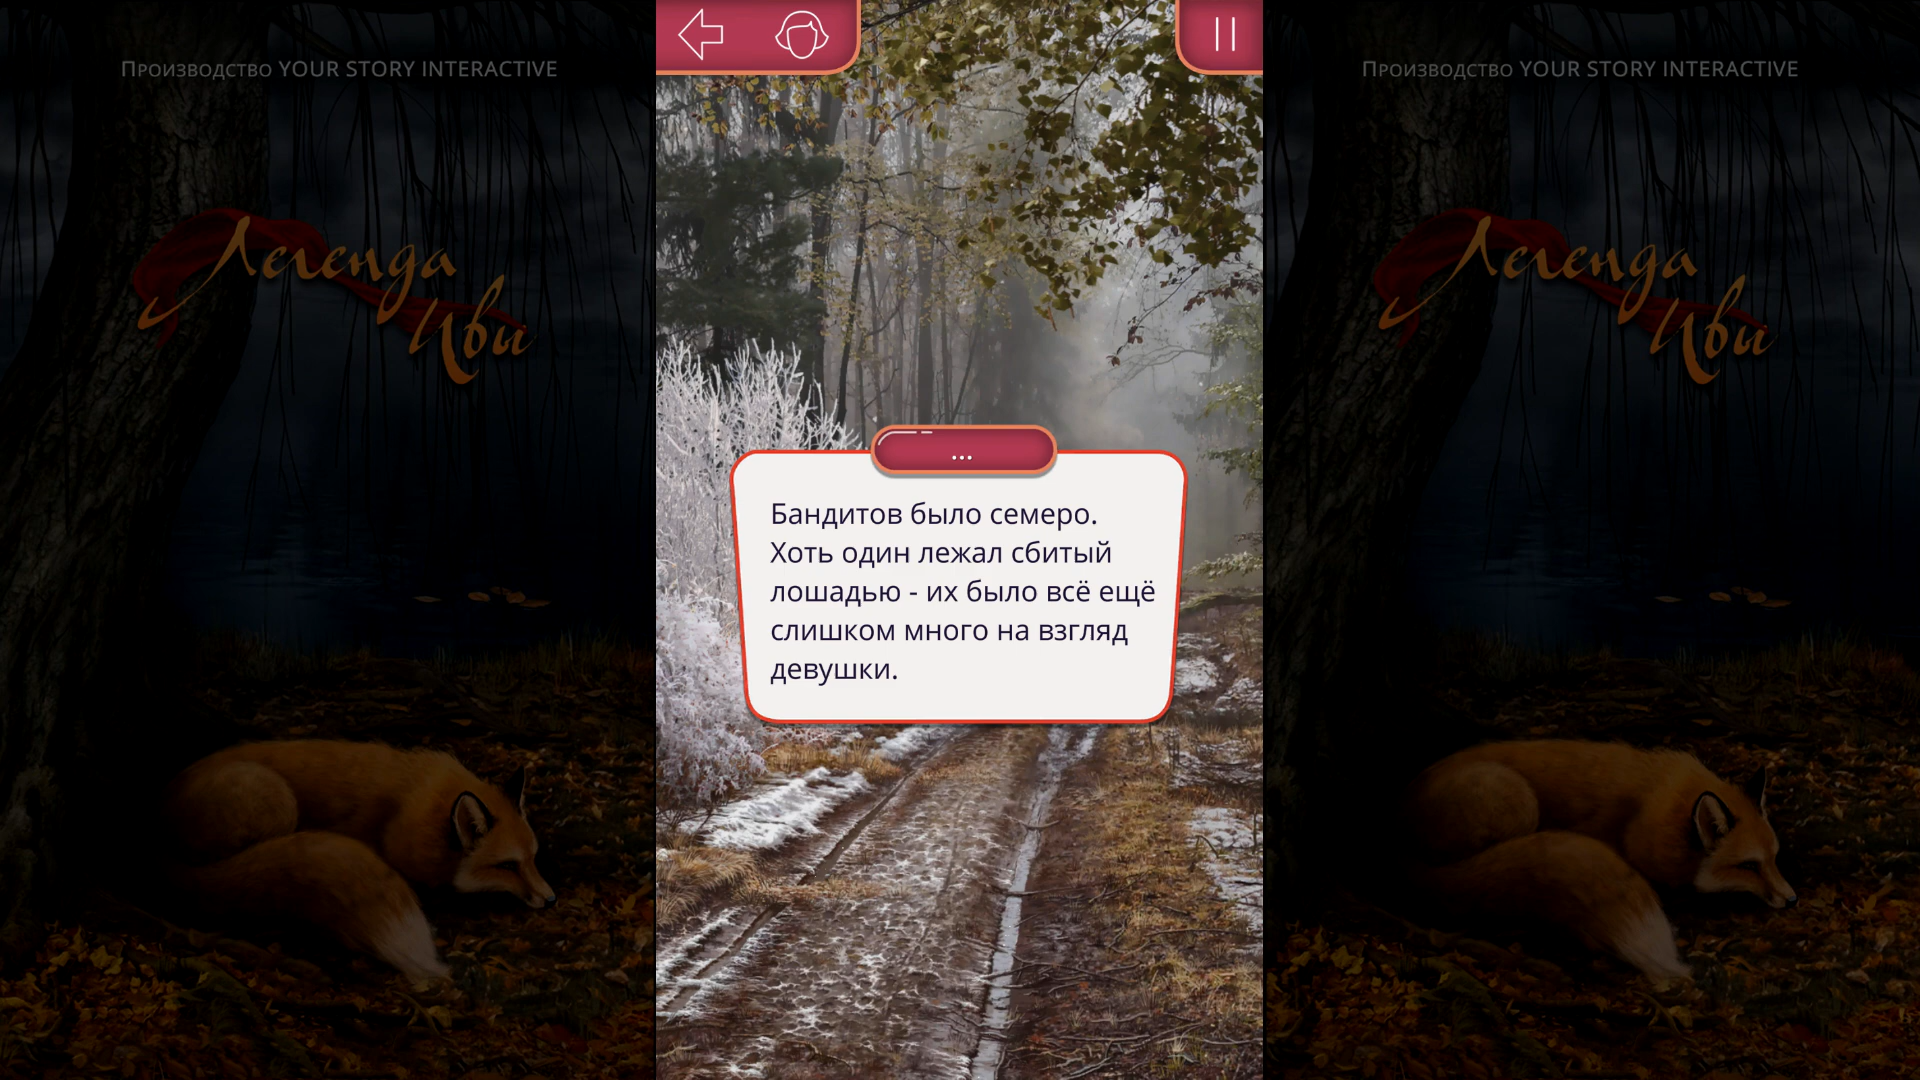 Производство YOUR STORY INTERACTIVE
Легенда
Ивы
...
Бандитов было семеро.
Хоть один лежал сбитый
лошадью - их было всё ещё
слишком много на взгляд
девушки.
Производство YOUR STORY INTERACTIVE
Легенда
Ивы